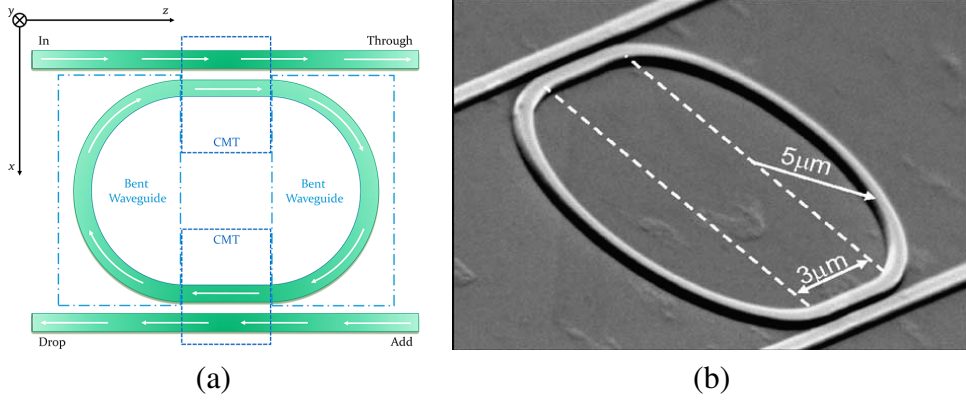 y
z
x
In
Through
CMT
Bent
Waveguide
Bent
Waveguide
CMT
Drop
Add
5μm
3μm
(a)
(b)